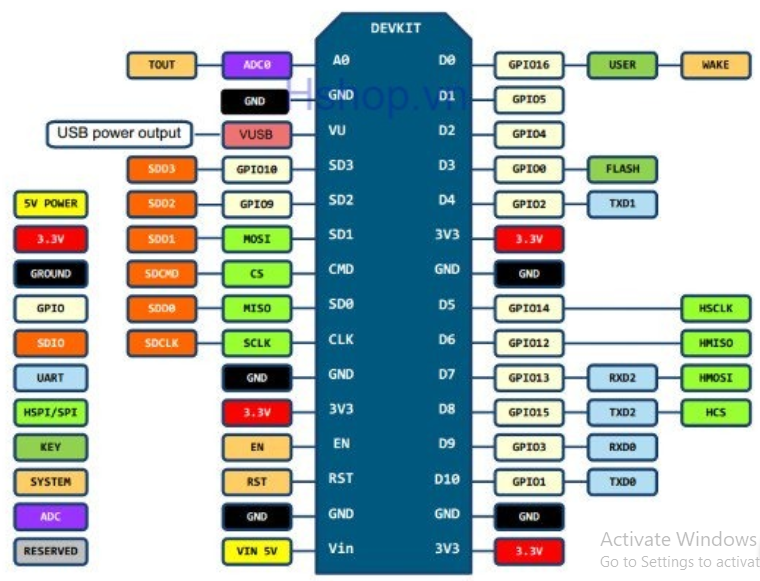 DEVKIT
TOUT ADC0 A0 D0 GPIO16 USER WAKE
GND GND D1 GPIO5
Hshop.vn
USB power output VUSB VU D2 GPIO4
SDD3 GPIO10 SD3 D3 GPIO0 FLASH
5V POWER SDD2 GPIO9 SD2 D4 GPIO2 TXD1
3.3V SDD1 MOSI SD1 3V3 3.3V
GROUND SDCMD CS CMD GND GND
GPIO SDD0 MISO SD0 D5 GPIO14 HSCLK
SDIO SDCLK SCLK CLK D6 GPIO12 HMISO
UART GND GND D7 GPIO13 RXD2 HMOSI
HSPI/SPI 3.3V 3V3 D8 GPIO15 TXD2 HCS
KEY EN EN D9 GPIO3 RXD0
SYSTEM RST RST D10 GPIO1 TXD0
ADC GND GND GND GND
RESERVED VIN 5V Vin 3V3 3.3V
Activate Windows
Go to Settings to activat